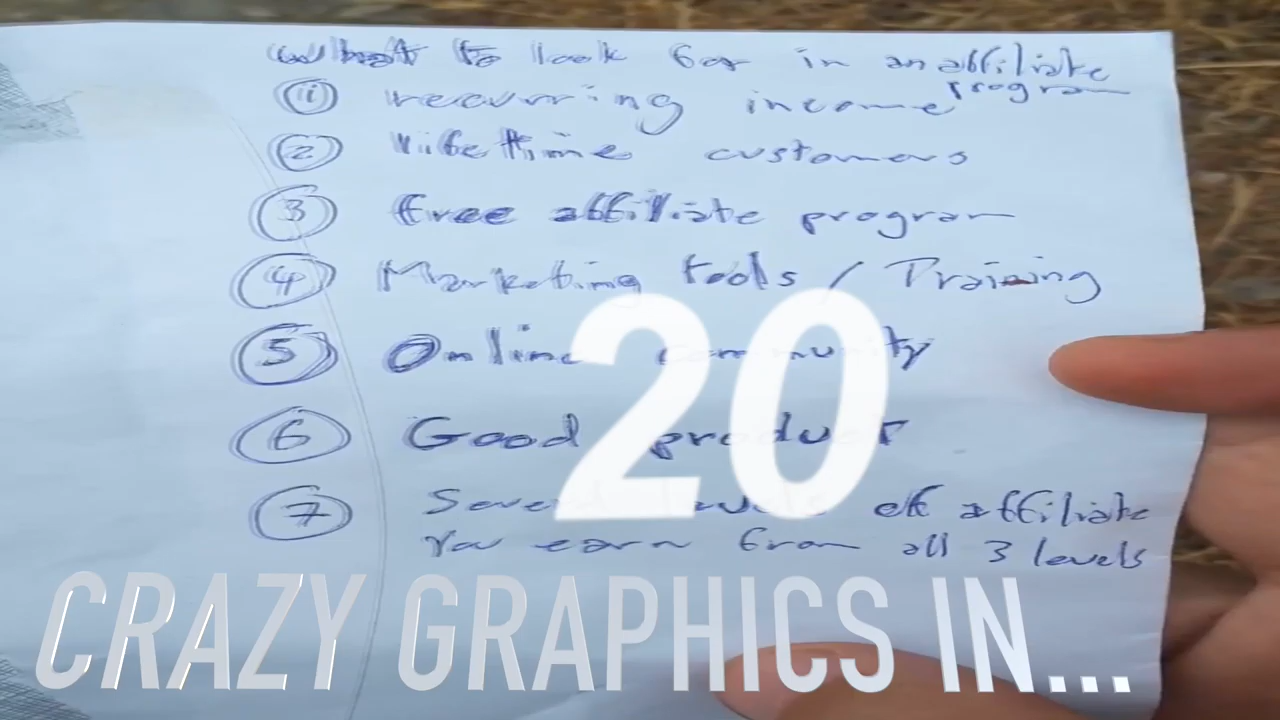 What to look for in an affiliate program
1 recurring income
2 lifetime customers
3 free affiliate program
4 Marketing tools / Training
5 Online community
6 Good product
7 Several levels of affiliate
You earn from all 3 levels
20
CRAZY GRAPHICS IN...